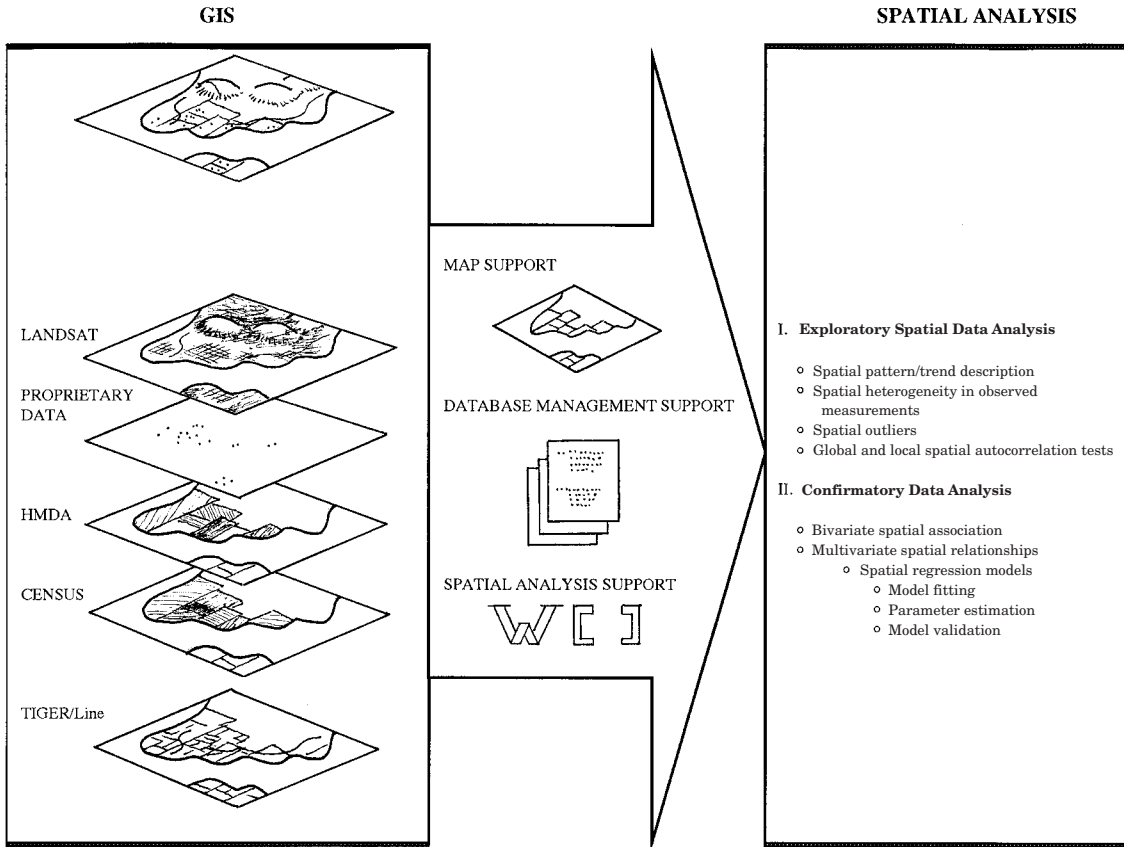 GIS
SPATIAL ANALYSIS
LANDSAT
PROPRIETARY
DATA
HMDA
CENSUS
TIGER/Line
MAP SUPPORT
DATABASE MANAGEMENT SUPPORT
SPATIAL ANALYSIS SUPPORT
W [ ]
I. Exploratory Spatial Data Analysis
Spatial pattern/trend description
Spatial heterogeneity in observed
measurements
Spatial outliers
Global and local spatial autocorrelation tests
II. Confirmatory Data Analysis
Bivariate spatial association
Multivariate spatial relationships
Spatial regression models
Model fitting
Parameter estimation
Model validation